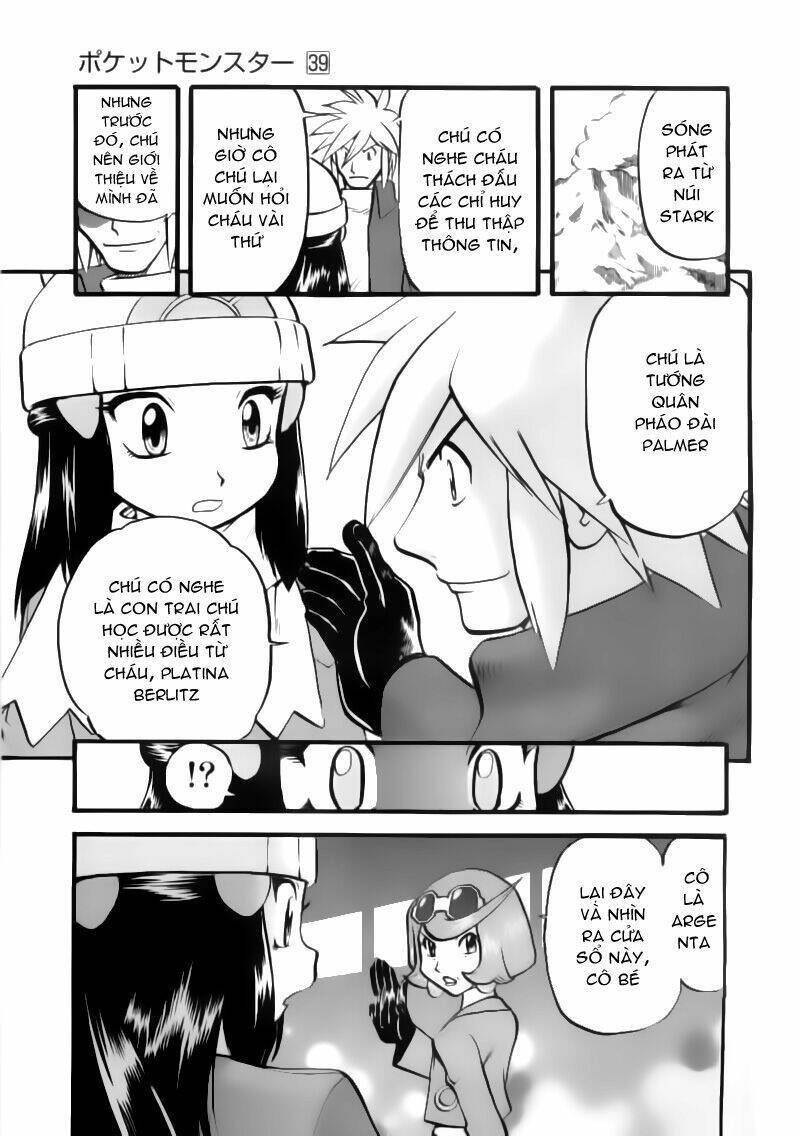 ポケットモンスター 39
SÓNG
PHÁT
RA TỪ
NÚI
STARK
CHÚ CÓ
NGHE CHÁU
THÁCH ĐẤU
CÁC CHỈ HUY
ĐỂ THU THẬP
THÔNG TIN,
NHƯNG
GIỜ CÔ
CHÚ LẠI
MUỐN HỎI
CHÁU VÀI
THỨ
NHƯNG
TRƯỚC
ĐÓ, CHÚ
NÊN GIỚI
THIỆU VỀ
MÌNH ĐÃ
CHÚ LÀ
TƯỚNG
QUÂN
PHÁO ĐÀI
PALMER
CHÚ CÓ NGHE
LÀ CON TRAI CHÚ
HỌC ĐƯỢC RẤT
NHIỀU ĐIỀU TỪ
CHÁU, PLATINA
BERLITZ
!?
CÔ
LÀ
ARGE
NTA
LẠI ĐÂY
VÀ NHÌN
RA CỬA
SỔ NÀY,
CÔ BÉ